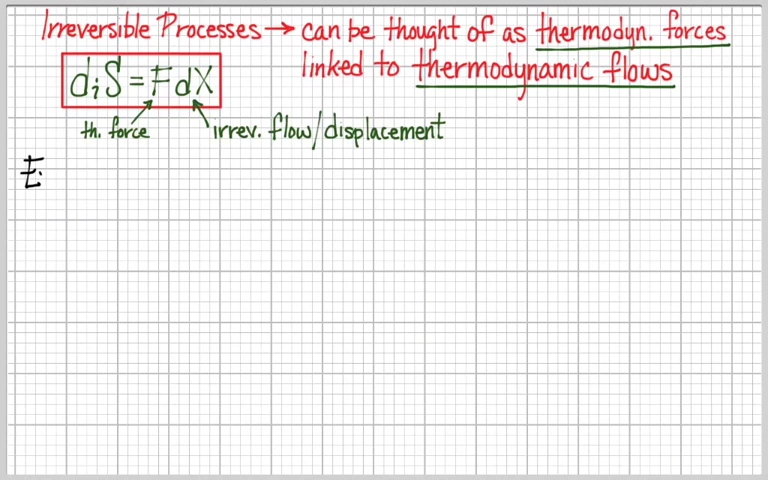 Irreversible Processes → can be thought of as thermodyn. forces
linked to thermodynamic flows
diS = F dX
th. force
irrev. flow/displacement